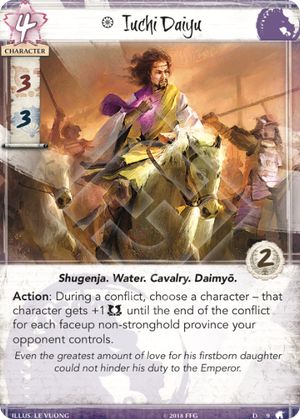 4
Iuchi Daiyu
CHARACTER
3
3
2
Shugenja. Water. Cavalry. Daimyō.
Action: During a conflict, choose a character – that
character gets +1 until the end of the conflict
for each faceup non-stronghold province your
opponent controls.
Even the greatest amount of love for his firstborn daughter
could not hinder his duty to the Emperor.
ILLUS. LE VUONG
© 2018 FFG
D 9